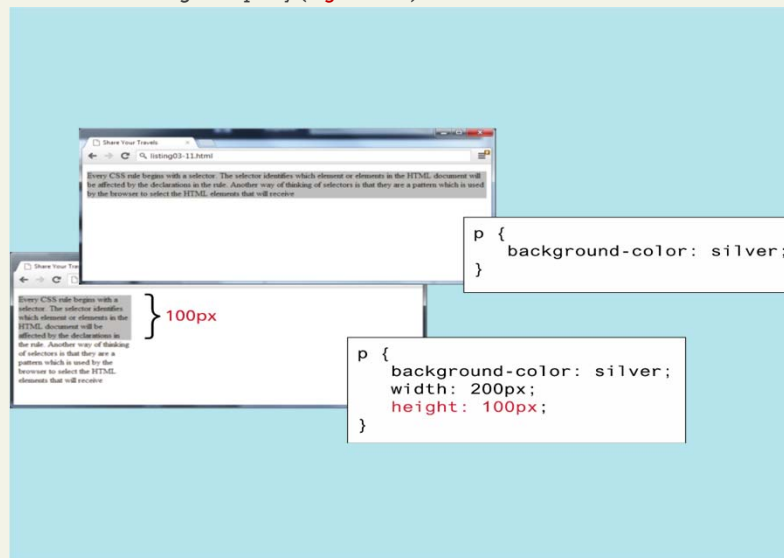 Share Your Travels
listing03-11.html
Every CSS rule begins with a selector. The selector identifies which element or elements in the HTML document will
be affected by the declarations in the rule. Another way of thinking of selectors is that they are a pattern which is used
by the browser to select the HTML elements that will receive
p {
background-color: silver;
}
Share Your Tra
Every CSS rule begins with a
selector. The selector identifies
which element or elements in the
HTML document will be
affected by the declarations in
the rule. Another way of thinking
of selectors is that they are a
pattern which is used by the
browser to select the HTML
elements that will receive
100px
p {
background-color: silver;
width: 200px;
height: 100px;
}